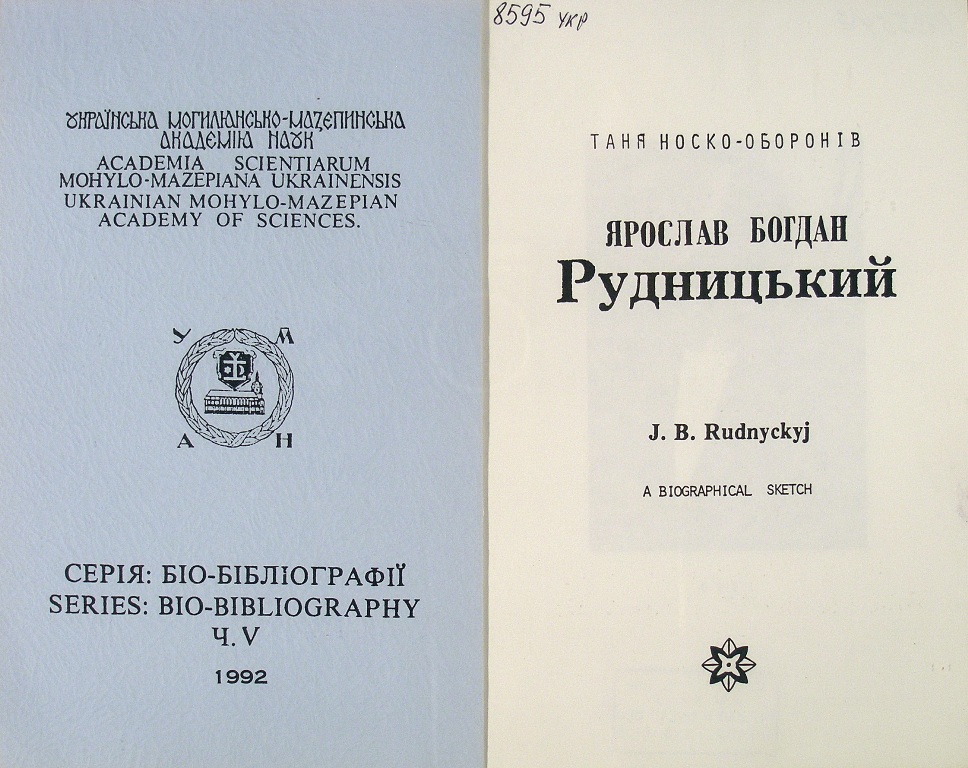 УКРАЇНСЬКА МОГИЛЯНСЬКО-МАЗЕПИНСЬКА
АКАДЕМІЯ НАУК
ACADEMIA SCIENTIARUM
MOHYLO-MAZEPIANA UKRAINENSIS
UKRAINIAN MOHYLO-MAZEPIAN
ACADEMY OF SCIENCES.
У М
А Н
СЕРІЯ: БІО-БІБЛІОГРАФІЇ
SERIES: BIO-BIBLIOGRAPHY
Ч. V
1992
8595 укр
ТАНЯ НОСКО-ОБОРОНІВ
ЯРОСЛАВ БОГДАН
Рудницький
J. B. Rudnyckyj
A BIOGRAPHICAL SKETCH